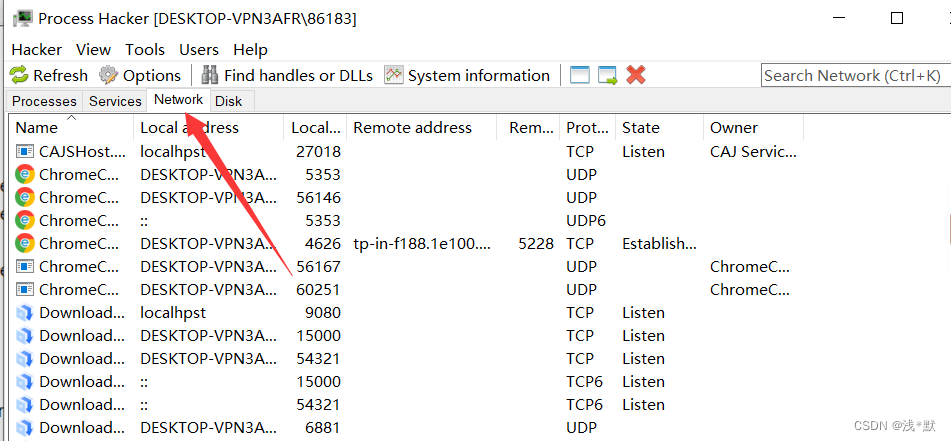 Process Hacker [DESKTOP-VPN3AFR\86183]
Hacker View Tools Users Help
Refresh Options Find handles or DLLs System information Search Network (Ctrl+K)
Processes Services Network Disk
Name Local address Local... Remote address Rem... Prot... State Owner
CAJSHost.... localhpst 27018 TCP Listen CAJ Servic...
ChromeC... DESKTOP-VPN3A... 5353 UDP
ChromeC... DESKTOP-VPN3A... 56146 UDP
ChromeC... :: 5353 UDP6
ChromeC... DESKTOP-VPN3A... 4626 tp-in-f188.1e100.... 5228 TCP Establish...
ChromeC... DESKTOP-VPN3A... 56167 UDP ChromeC...
ChromeC... DESKTOP-VPN3A... 60251 UDP ChromeC...
Download... localhpst 9080 TCP Listen
Download... DESKTOP-VPN3A... 15000 TCP Listen
Download... DESKTOP-VPN3A... 54321 TCP Listen
Download... :: 15000 TCP6 Listen
Download... :: 54321 TCP6 Listen
Download... DESKTOP-VPN3A... 6881 UDP
CSDN @浅*默